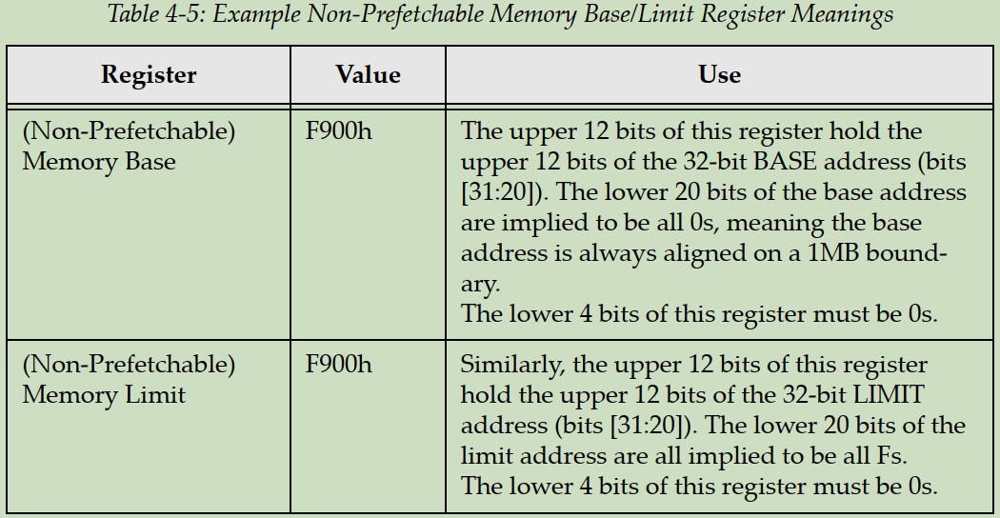 Table 4-5: Example Non-Prefetchable Memory Base/Limit Register Meanings
Register
Value
Use
(Non-Prefetchable)
Memory Base
F900h
The upper 12 bits of this register hold the
upper 12 bits of the 32-bit BASE address (bits
[31:20]). The lower 20 bits of the base address
are implied to be all 0s, meaning the base
address is always aligned on a 1MB bound-
ary.
The lower 4 bits of this register must be 0s.
(Non-Prefetchable)
Memory Limit
F900h
Similarly, the upper 12 bits of this register
hold the upper 12 bits of the 32-bit LIMIT
address (bits [31:20]). The lower 20 bits of the
limit address are all implied to be all Fs.
The lower 4 bits of this register must be 0s.